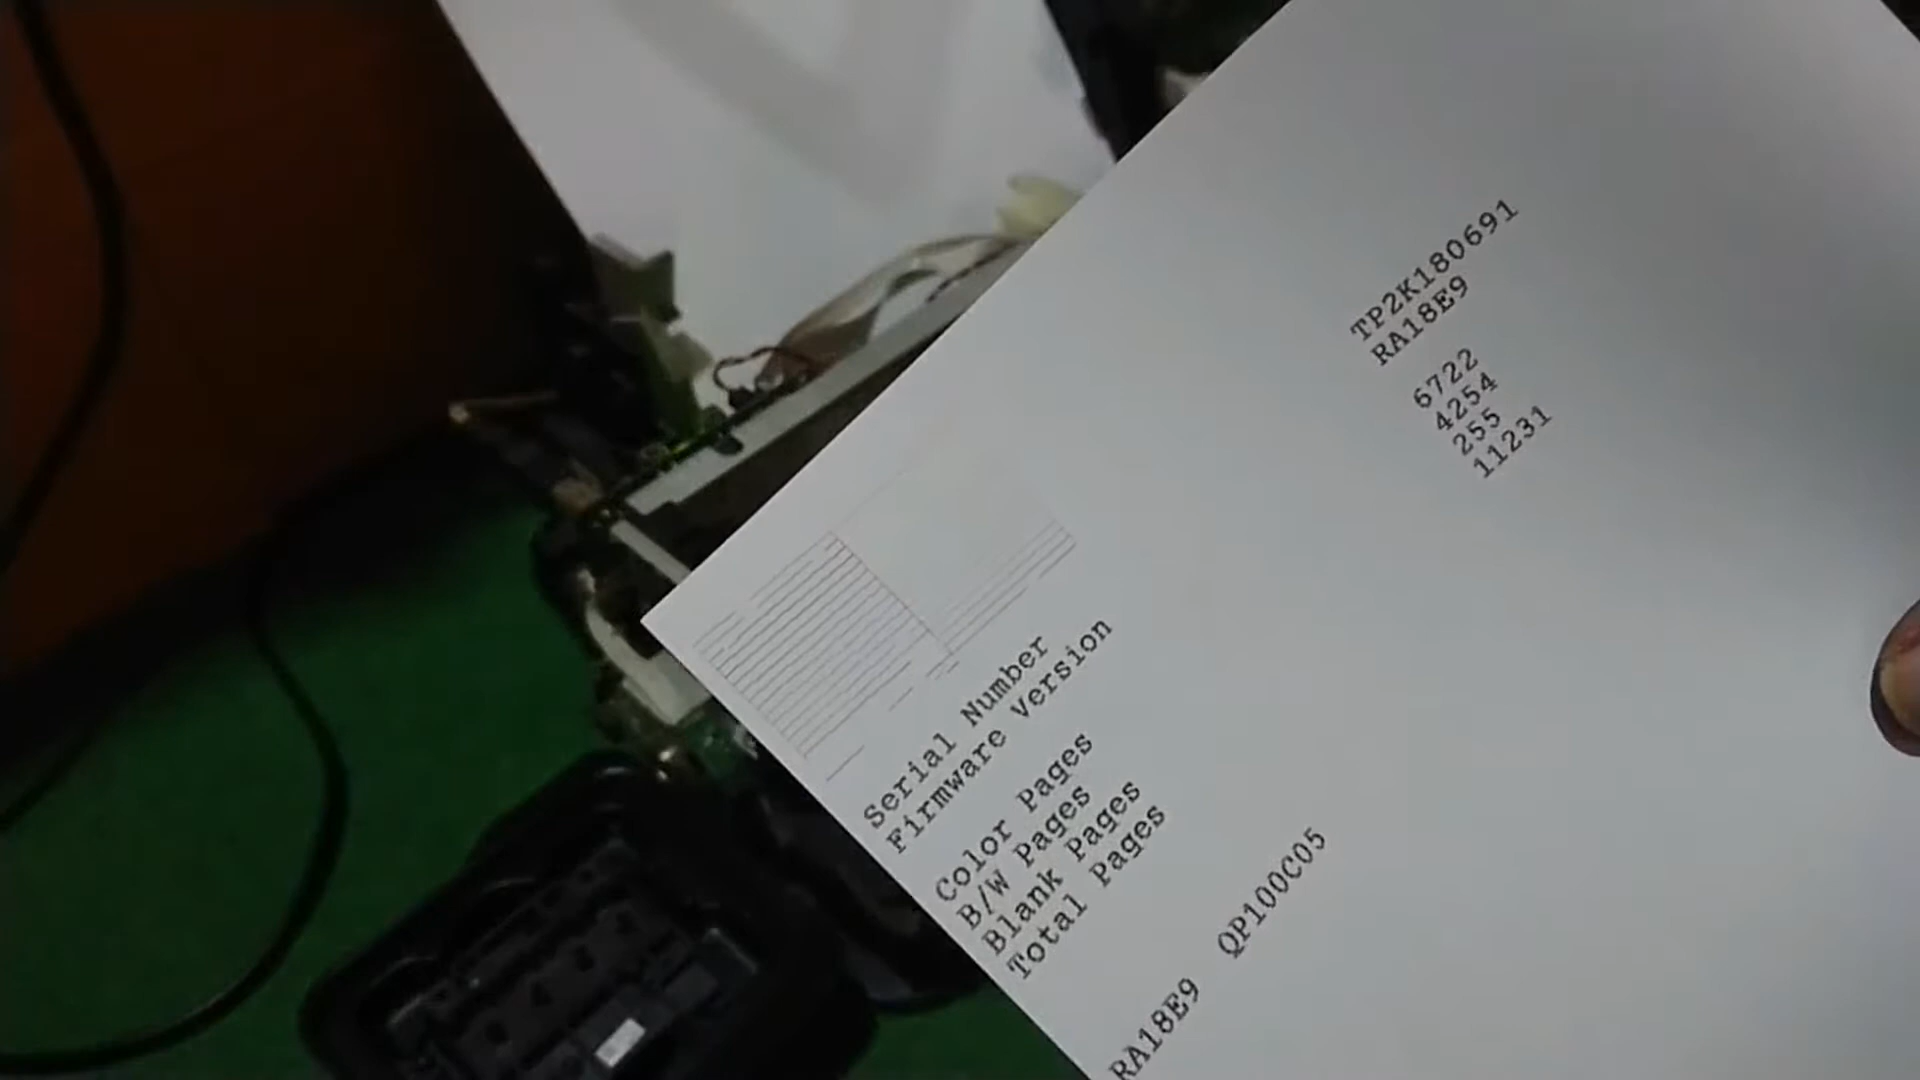 Serial Number TP2K180691
Firmware Version RA18E9
Color Pages 6722
B/W Pages 4254
Blank Pages 255
Total Pages 11231
RA18E9 QP100C05